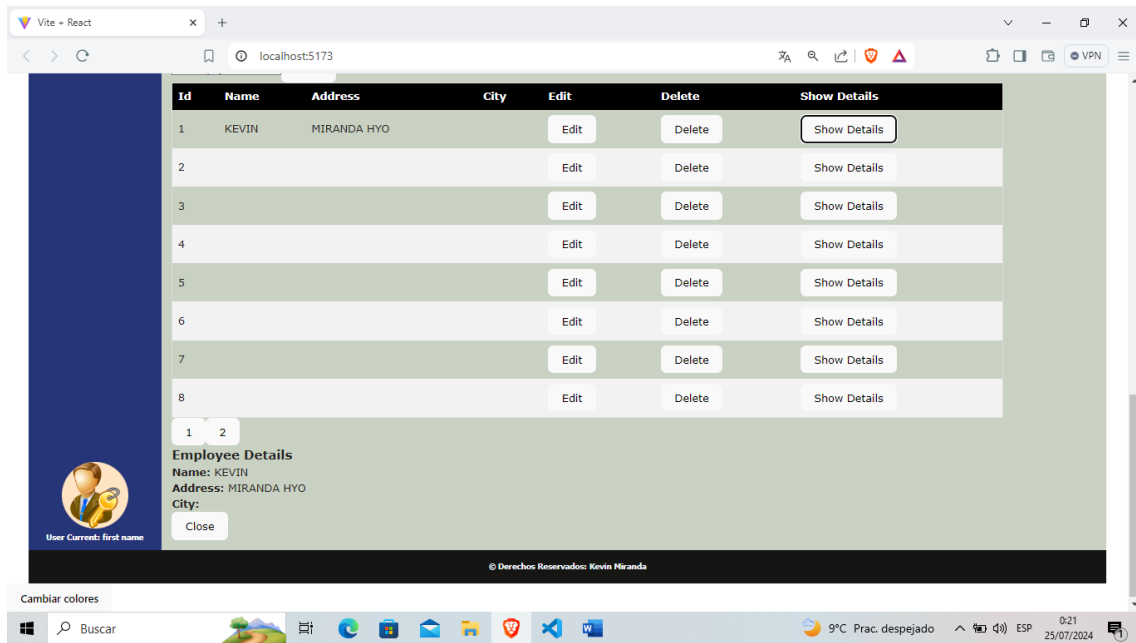 Vite + React
localhost:5173
VPN
Id Name Address City Edit Delete Show Details
1 KEVIN MIRANDA HYO Edit Delete Show Details
2 Edit Delete Show Details
3 Edit Delete Show Details
4 Edit Delete Show Details
5 Edit Delete Show Details
6 Edit Delete Show Details
7 Edit Delete Show Details
8 Edit Delete Show Details
1 2
Employee Details
Name: KEVIN
Address: MIRANDA HYO
City:
Close
User Current: first name
© Derechos Reservados: Kevin Miranda
Cambiar colores
Buscar
9°C Prac. despejado
ESP
0:21
25/07/2024